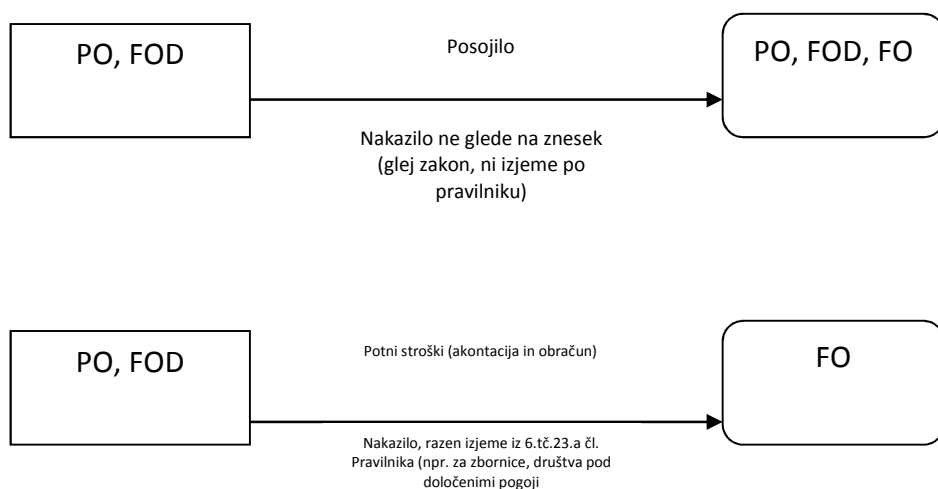 PO, FOD
Posojilo
PO, FOD, FO
Nakazilo ne glede na znesek
(glej zakon, ni izjeme po
pravilniku)
PO, FOD
Potni stroški (akontacija in obračun)
FO
Nakazilo, razen izjeme iz 6.tč.23.a čl.
Pravilnika (npr. za zbornice, društva pod
določenimi pogoji